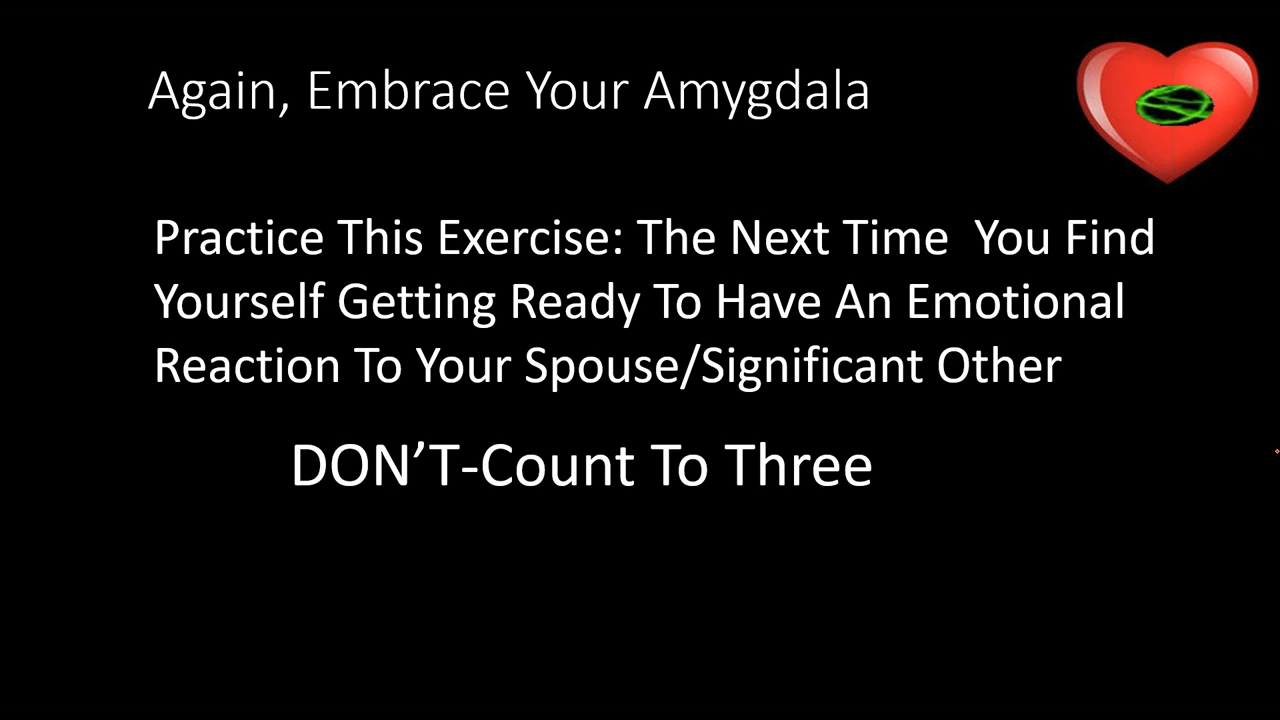 Again, Embrace Your Amygdala
Practice This Exercise: The Next Time  You Find
Yourself Getting Ready To Have An Emotional
Reaction To Your Spouse/Significant Other
DON’T-Count To Three